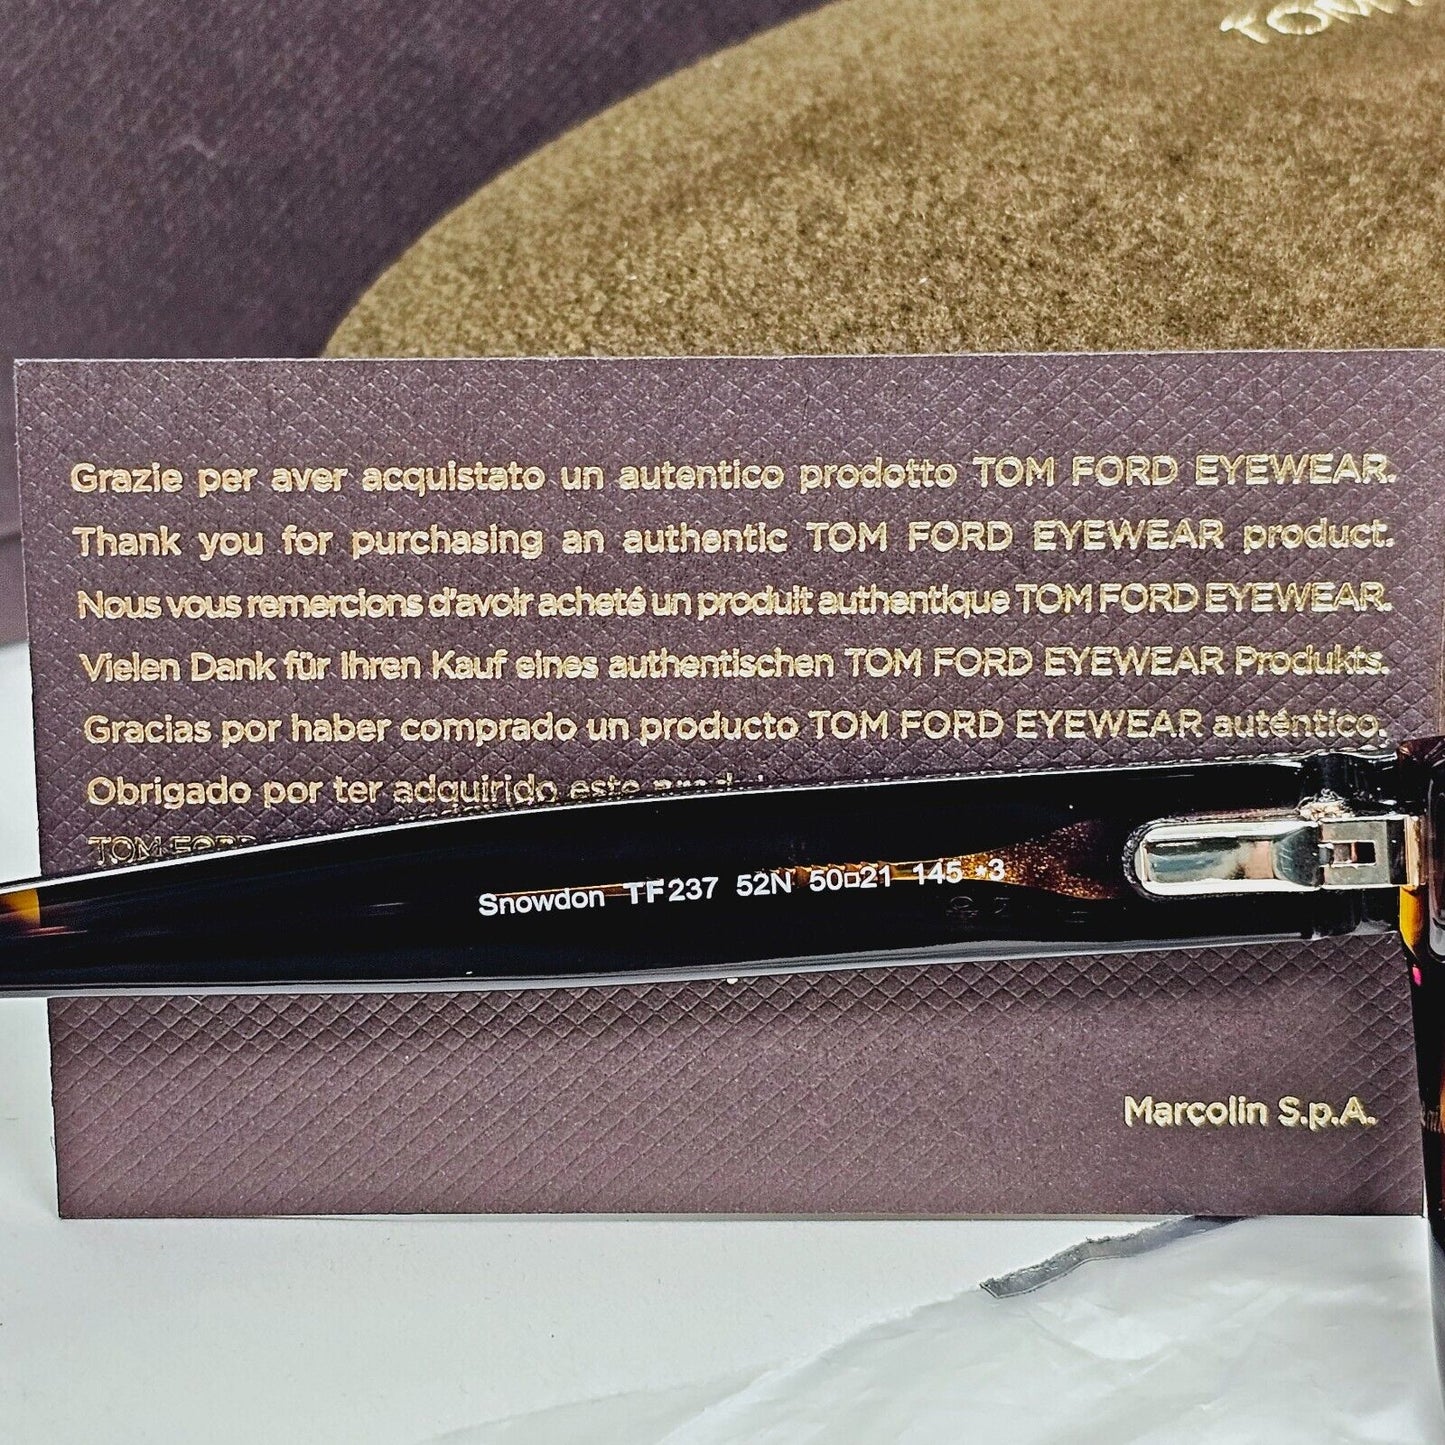 TOM
Grazie per aver acquistato un autentico prodotto TOM FORD EYEWEAR.
Thank you for purchasing an authentic TOM FORD EYEWEAR product.
Nous vous remercions d'avoir acheté un produit authentique TOM FORD EYEWEAR.
Vielen Dank für Ihren Kauf eines authentischen TOM FORD EYEWEAR Produkts.
Gracias por haber comprado un producto TOM FORD EYEWEAR auténtico.
Obrigado por ter adquirido este
TOM FORD
Snowdon TF237 52N 50□21 145 *3
Marcolin S.p.A.